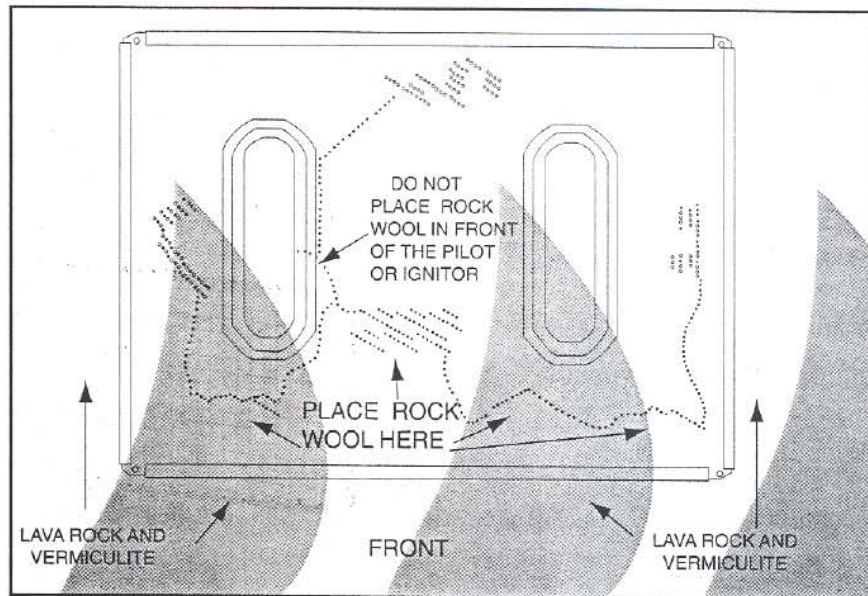 DO NOT
PLACE ROCK
WOOL IN FRONT
OF THE PILOT
OR IGNITOR
PLACE ROCK
WOOL HERE
LAVA ROCK AND
VERMICULITE
FRONT
LAVA ROCK AND
VERMICULITE